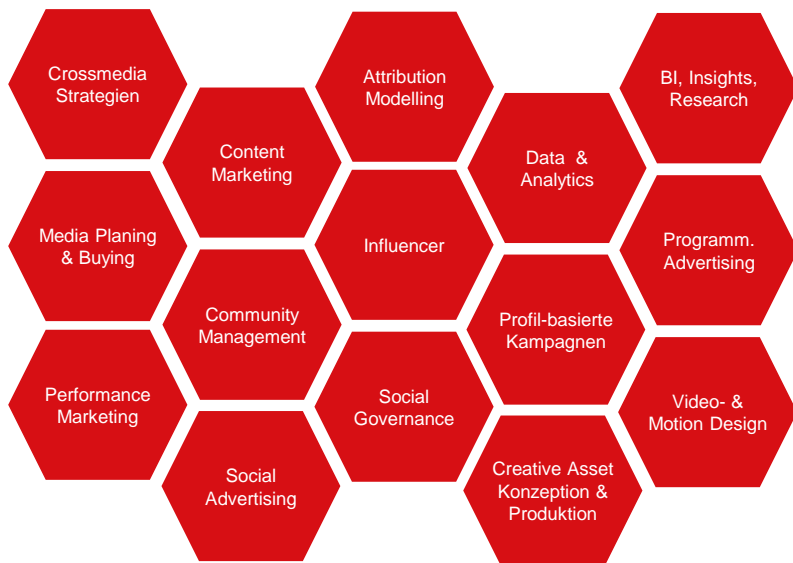 Crossmedia
Strategien
Attribution
Modelling
BI, Insights,
Research
Content
Marketing
Data &
Analytics
Media Planing
& Buying
Influencer
Programm.
Advertising
Community
Management
Profil-basierte
Kampagnen
Performance
Marketing
Social
Governance
Video- &
Motion Design
Social
Advertising
Creative Asset
Konzeption &
Produktion